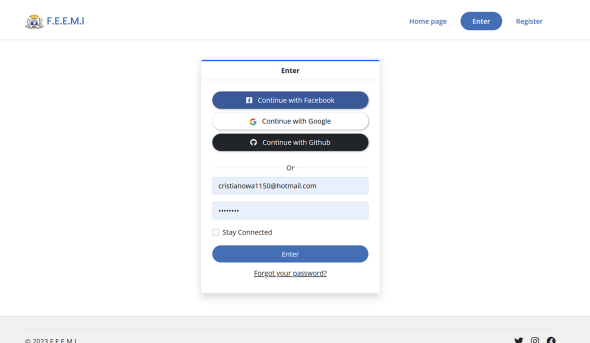 F.E.E.M.I
Home page
Enter
Register
Enter
Continue with Facebook
Continue with Google
Continue with Github
Or
cristianowa1150@hotmail.com
••••••••
Stay Connected
Enter
Forgot your password?
© 2023 F.E.E.M.I